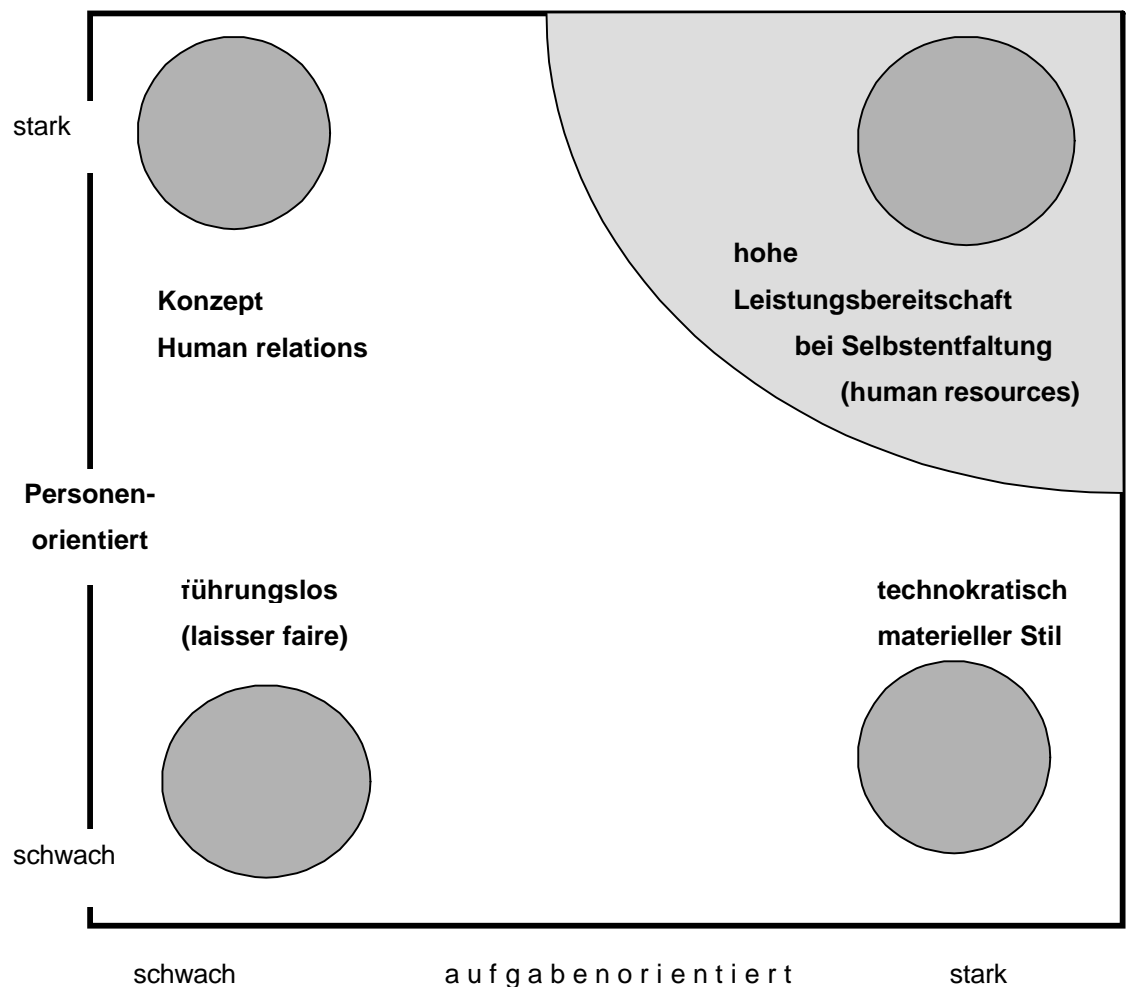 stark
hohe
Leistungsbereitschaft
bei Selbstentfaltung
(human resources)
Konzept
Human relations
Personen-
orientiert
führungslos
(laisser faire)
technokratisch
materieller Stil
schwach
schwach
aufgabenorientiert
stark